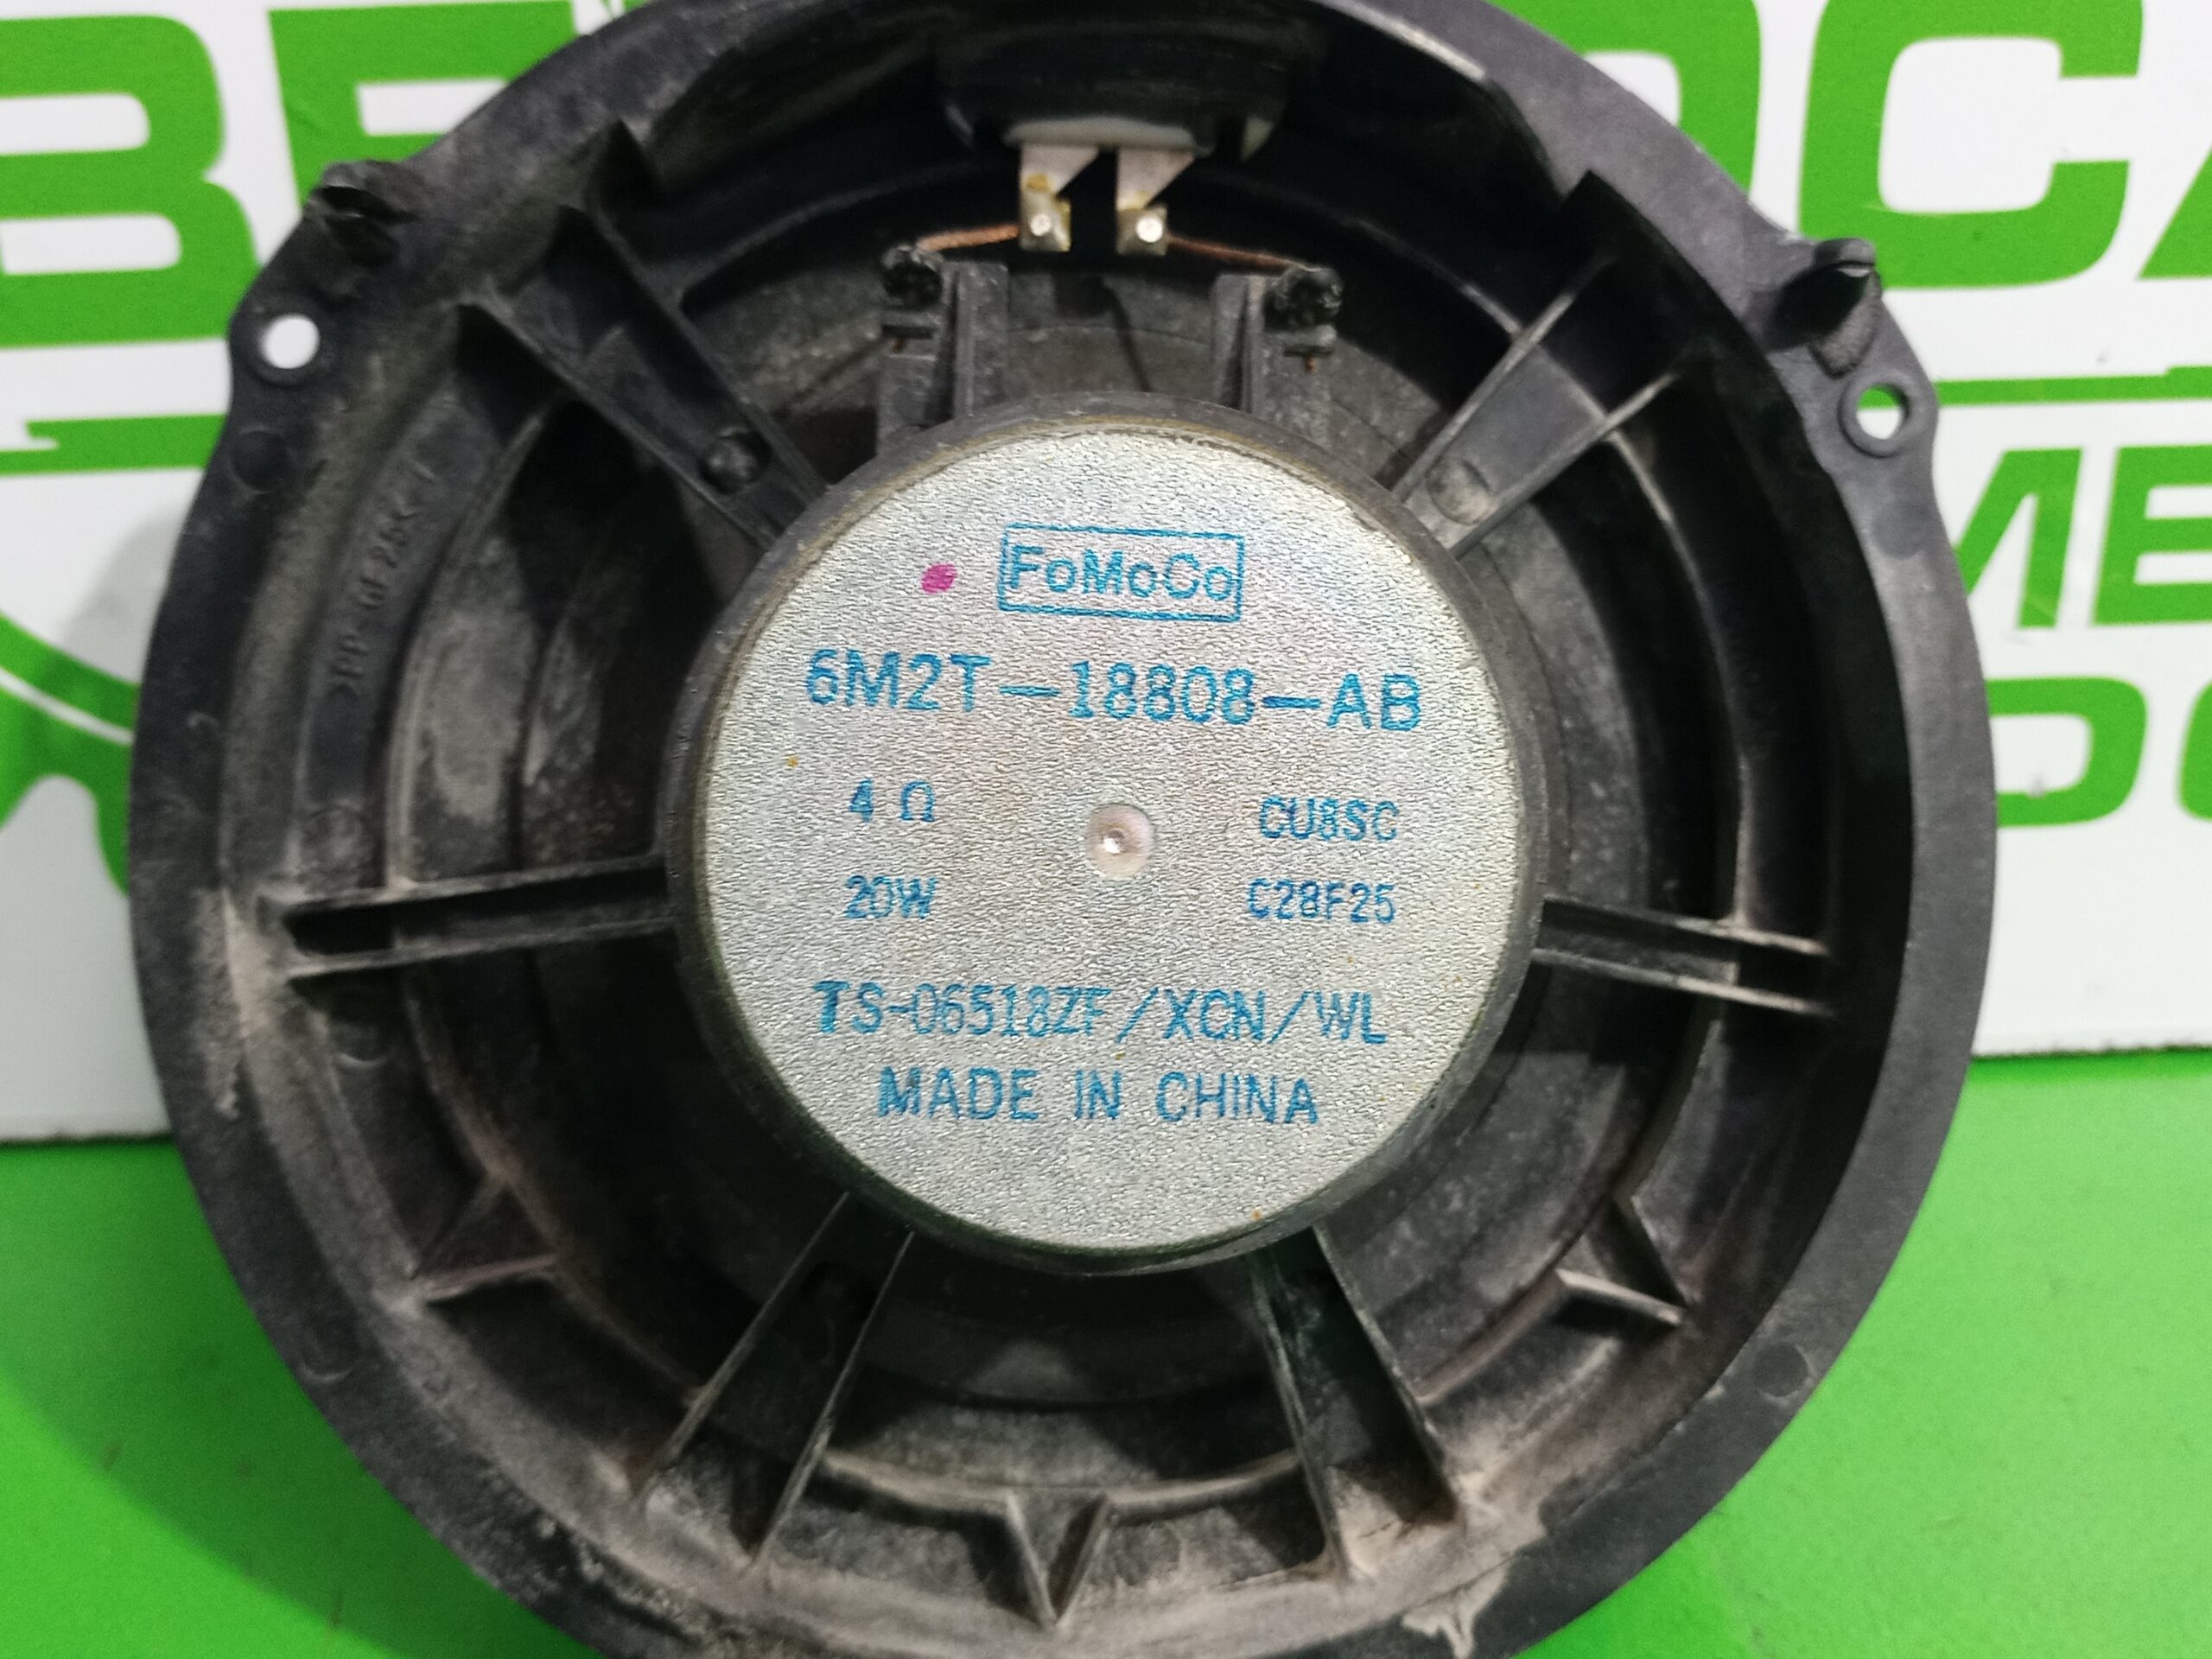 FoMoCo
6M2T-18808-AB
4 Ω CU8SC
20W C28F25
TS-06518ZF/XCN/WL
MADE IN CHINA